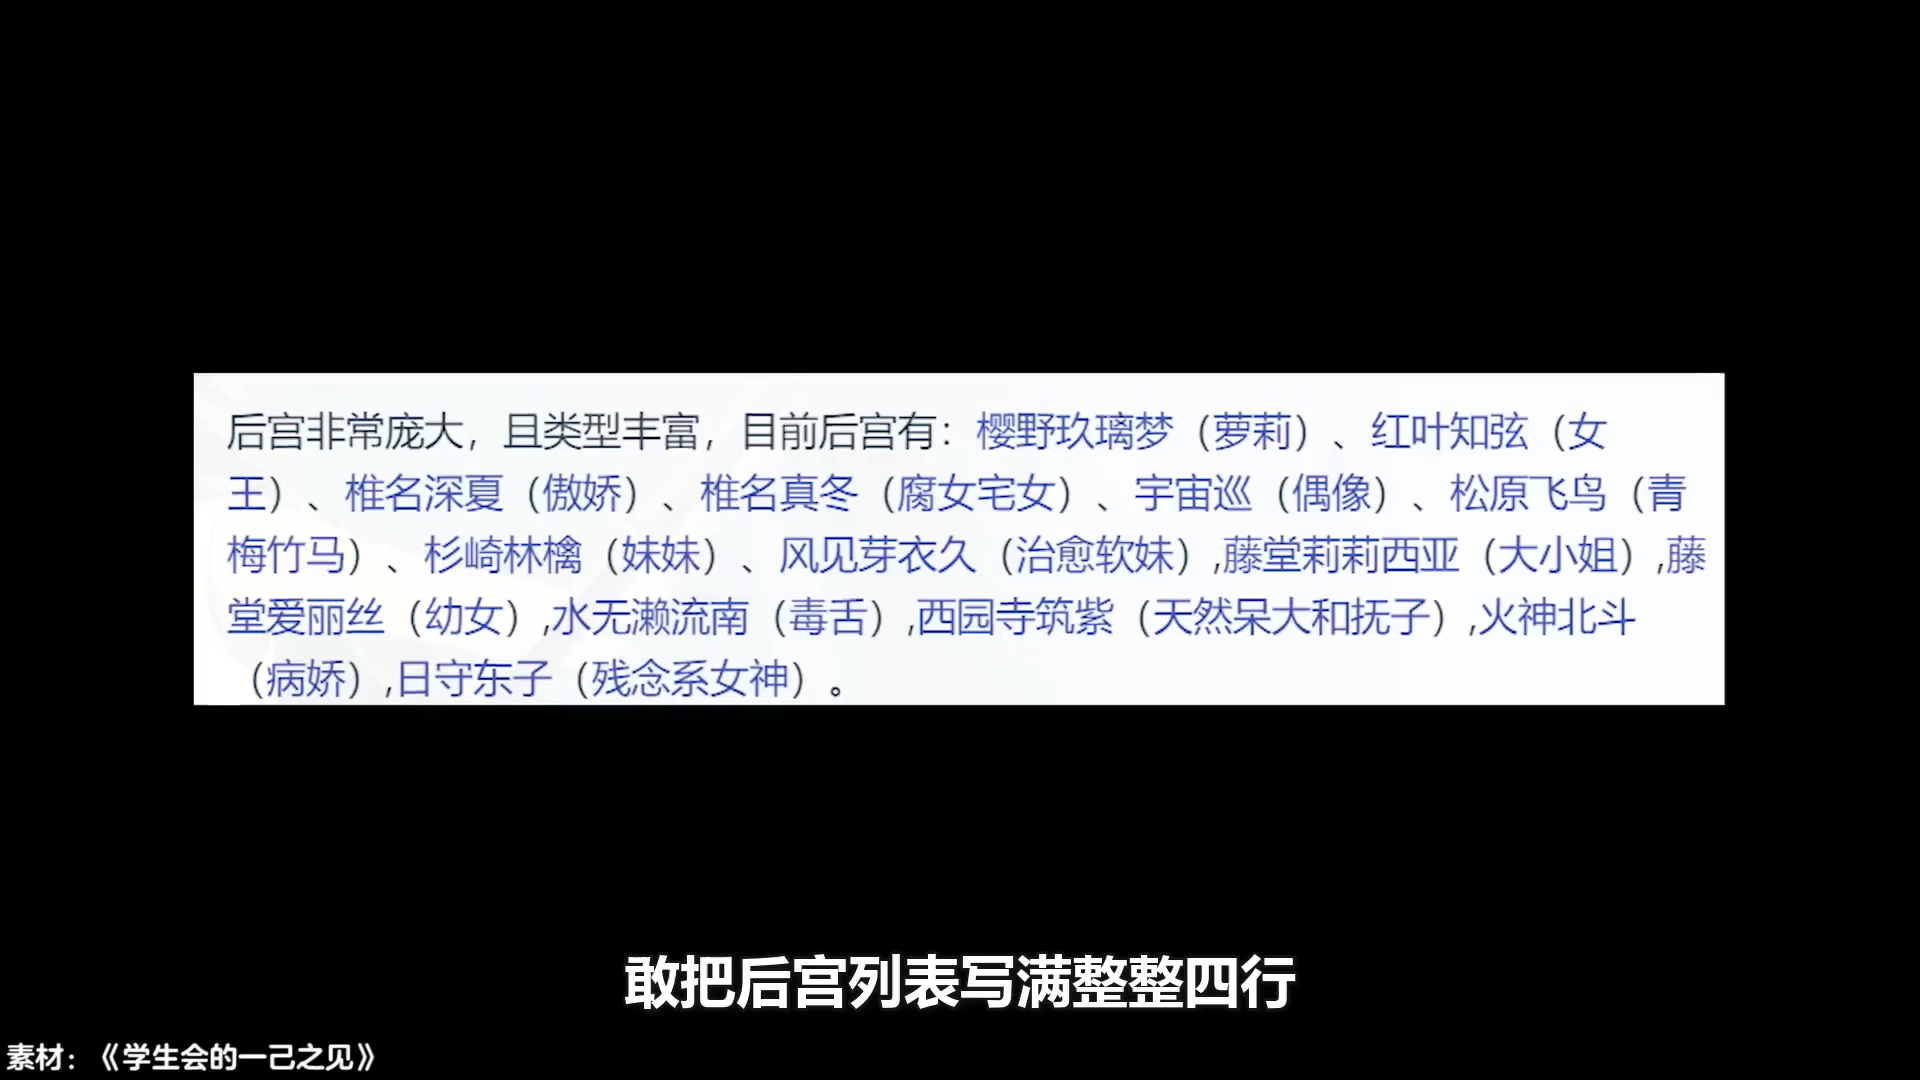 后宫非常庞大，且类型丰富，目前后宫有：樱野玖璃梦（萝莉）、红叶知弦（女
王）、椎名深夏（傲娇）、椎名真冬（腐女宅女）、宇宙巡（偶像）、松原飞鸟（青
梅竹马）、杉崎林檎（妹妹）、风见芽衣久（治愈软妹）,藤堂莉莉西亚（大小姐）,藤
堂爱丽丝（幼女）,水无濑流南（毒舌）,西园寺筑紫（天然呆大和抚子）,火神北斗
（病娇）,日守东子（残念系女神）。
敢把后宫列表写满整整四行
素材：《学生会的一己之见》